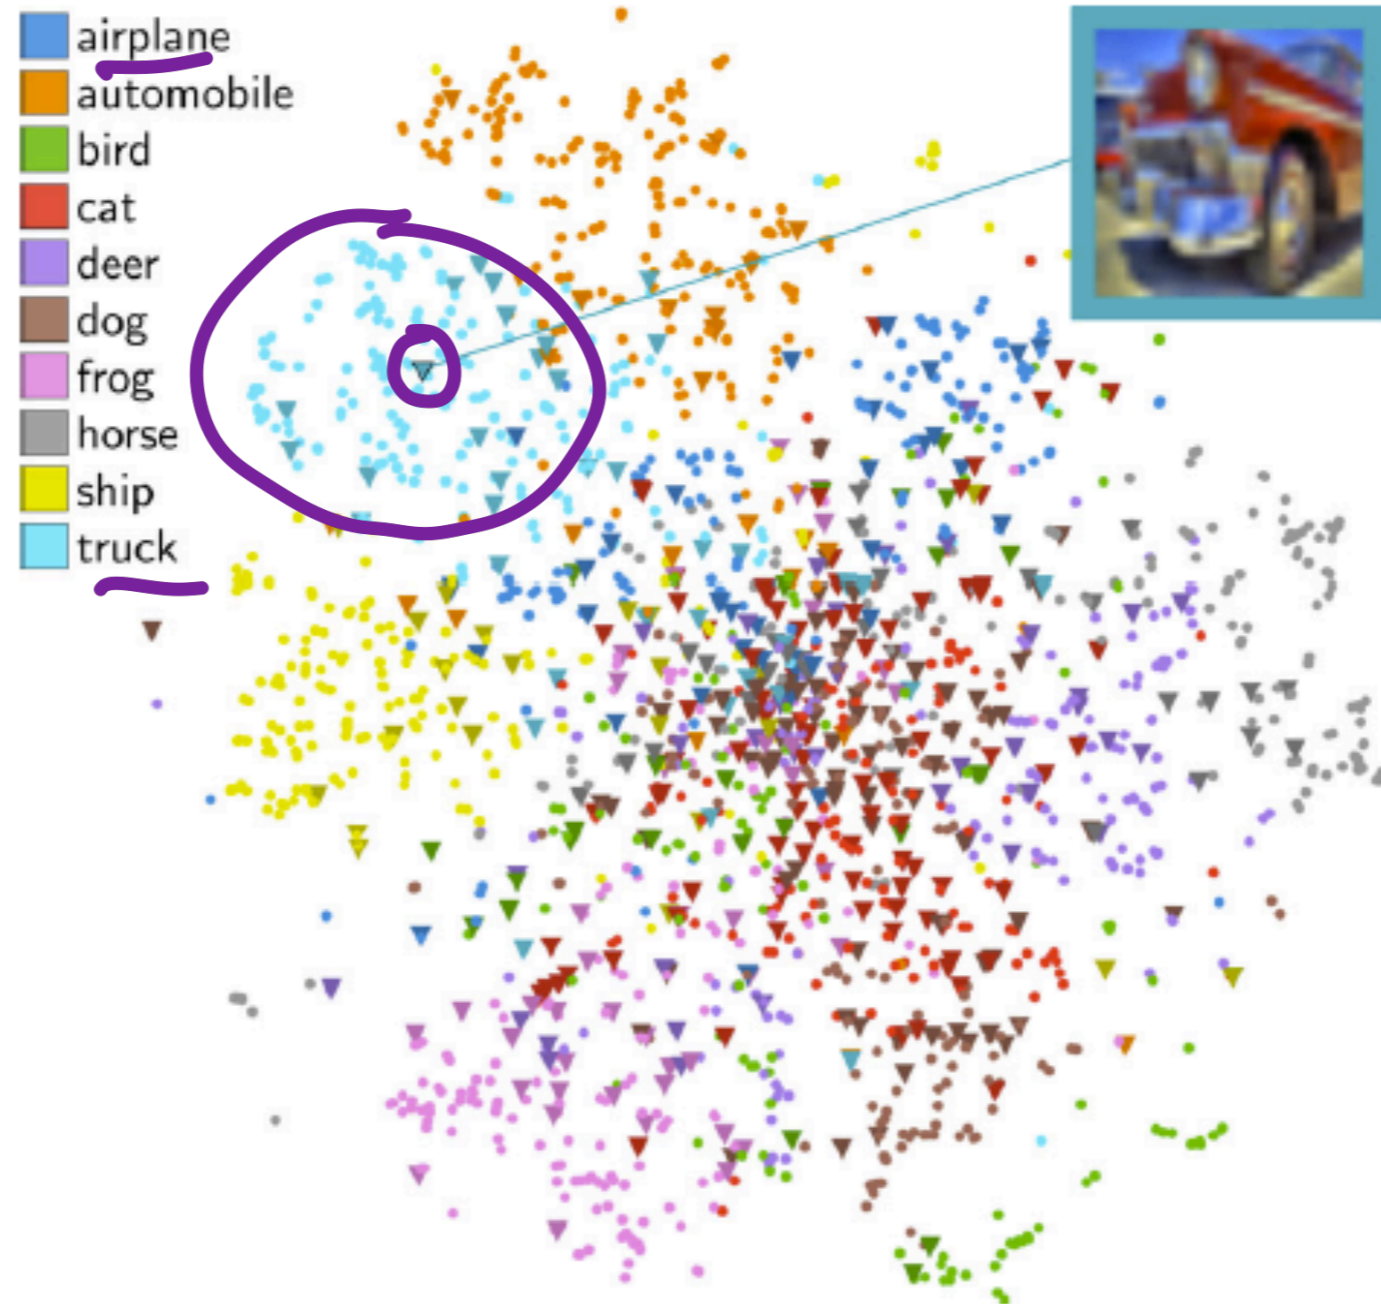 airplane
automobile
bird
cat
deer
dog
frog
horse
ship
truck